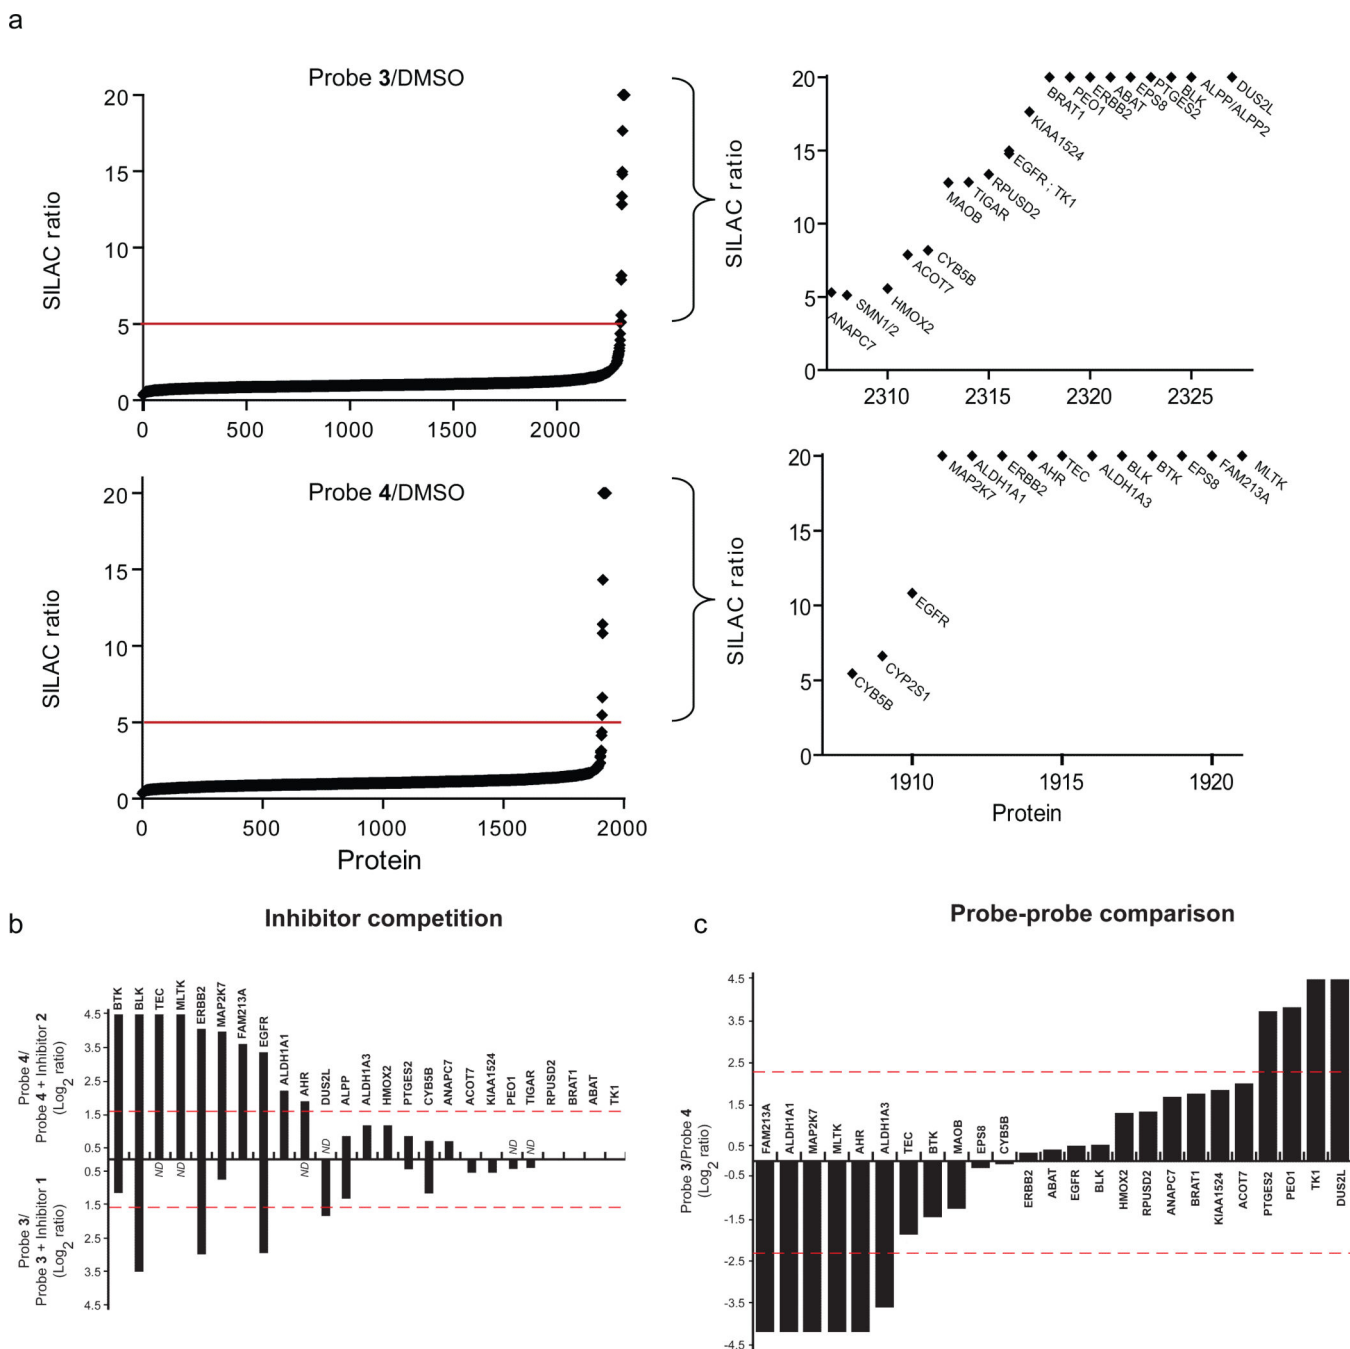 a
Probe 3/DMSO
SILAC ratio
20
15
10
5
0
0 500 1000 1500 2000
SILAC ratio
20
15
10
5
0
ANAPC7
SMN1/2
HMOX2
ACOT7
CYB5B
MAOB
TIGAR
RPUSD2
EGFR ; TK1
KIAA1524
BRAT1
PEO1
ERBB2
ABAT
EPS8
PTGES2
BLK
ALPP/ALPP2
DUS2L
2310 2315 2320 2325
Probe 4/DMSO
SILAC ratio
20
15
10
5
0
0 500 1000 1500 2000
Protein
SILAC ratio
20
15
10
5
0
CYB5B
CYP2S1
EGFR
MAP2K7
ALDH1A1
ERBB2
AHR
TEC
ALDH1A3
BLK
BTK
EPS8
FAM213A
MLTK
1910 1915 1920
Protein
b
Inhibitor competition
Probe 4/
Probe 4 + Inhibitor 2
(Log2 ratio)
Probe 3/
Probe 3 + Inhibitor 1
(Log2 ratio)
4.5
3.5
2.5
1.5
0.5
0.5
1.5
2.5
3.5
4.5
BTK
BLK
TEC
MLTK
ERBB2
MAP2K7
FAM213A
EGFR
ALDH1A1
AHR
DUS2L
ALPP
ALDH1A3
HMOX2
PTGES2
CYB5B
ANAPC7
ACOT7
KIAA1524
PEO1
TIGAR
RPUSD2
BRAT1
ABAT
TK1
ND
ND
ND
ND
ND
ND
c
Probe-probe comparison
Probe 3/Probe 4
(Log2 ratio)
4.5
3.5
2.5
1.5
0.5
-0.5
-1.5
-2.5
-3.5
-4.5
FAM213A
ALDH1A1
MAP2K7
MLTK
AHR
ALDH1A3
TEC
BTK
MAOB
EPS8
CYB5B
ERBB2
ABAT
EGFR
BLK
HMOX2
RPUSD2
ANAPC7
BRAT1
KIAA1524
ACOT7
PTGES2
PEO1
TK1
DUS2L